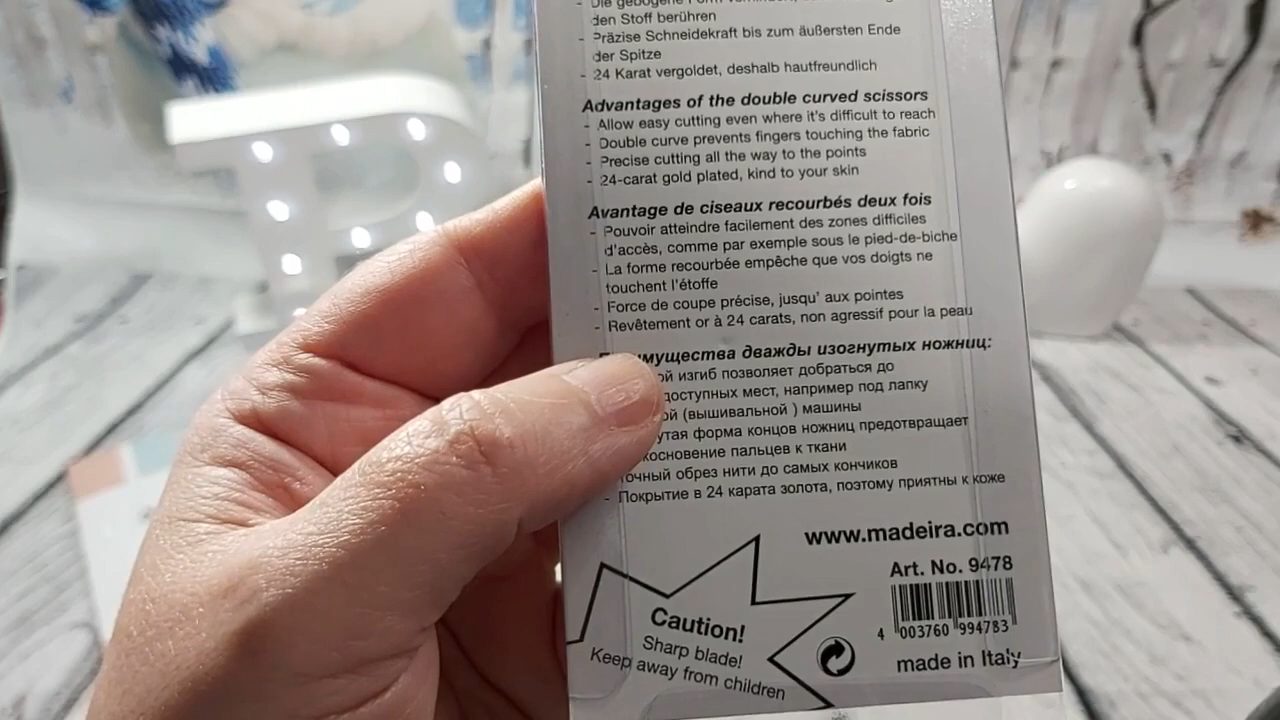 - Die gebogene Form
den Stoff berühren
- Präzise Schneidekraft bis zum äußersten Ende
der Spitze
- 24 Karat vergoldet, deshalb hautfreundlich
Advantages of the double curved scissors
- Allow easy cutting even where it's difficult to reach
- Double curve prevents fingers touching the fabric
- Precise cutting all the way to the points
- 24-carat gold plated, kind to your skin
Avantage de ciseaux recourbés deux fois
- Pouvoir atteindre facilement des zones difficiles
d'accès, comme par exemple sous le pied-de-biche
- La forme recourbée empêche que vos doigts ne
touchent l'étoffe
- Force de coupe précise, jusqu' aux pointes
- Revêtement or à 24 carats, non agressif pour la peau
дважды изогнутых ножниц:
изгиб позволяет добраться до
мест, например под лапку
(вышивальной ) машины
форма концов ножниц предотвращает
пальцев к ткани
обрез нити до самых кончиков
- Покрытие в 24 карата золота, поэтому приятны к коже
www.madeira.com
Art. No. 9478
4 003760 994783
made in Italy
Caution!
Sharp blade!
Keep away from children